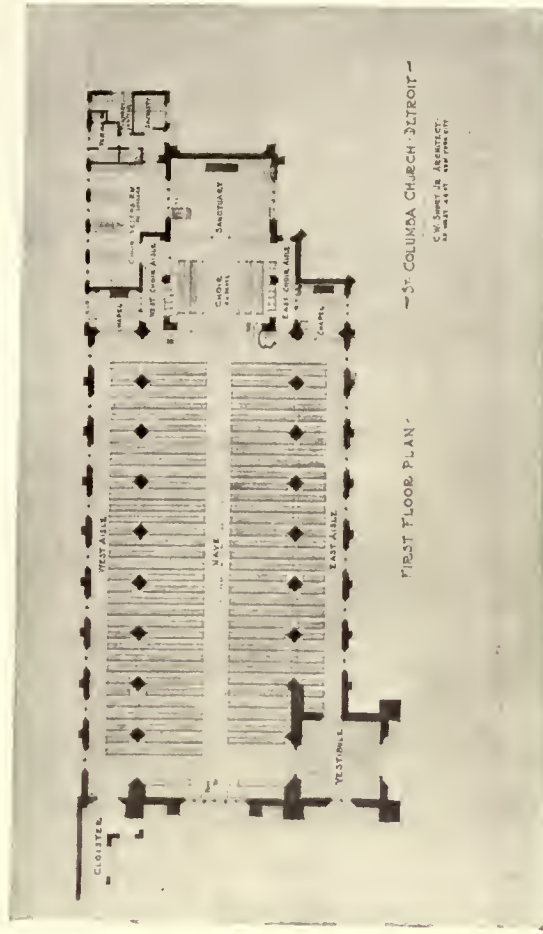 SACRISTY
SANCTUARY
CHOIR
WEST CHOIR AISLE
EAST CHOIR AISLE
CHAPEL
CHAPEL
WEST AISLE
NAVE
EAST AISLE
VESTIBULE
CLOISTER
FIRST FLOOR PLAN -
- ST. COLUMBA CHURCH · DETROIT -
C. W. SHORT JR ARCHITECT ·